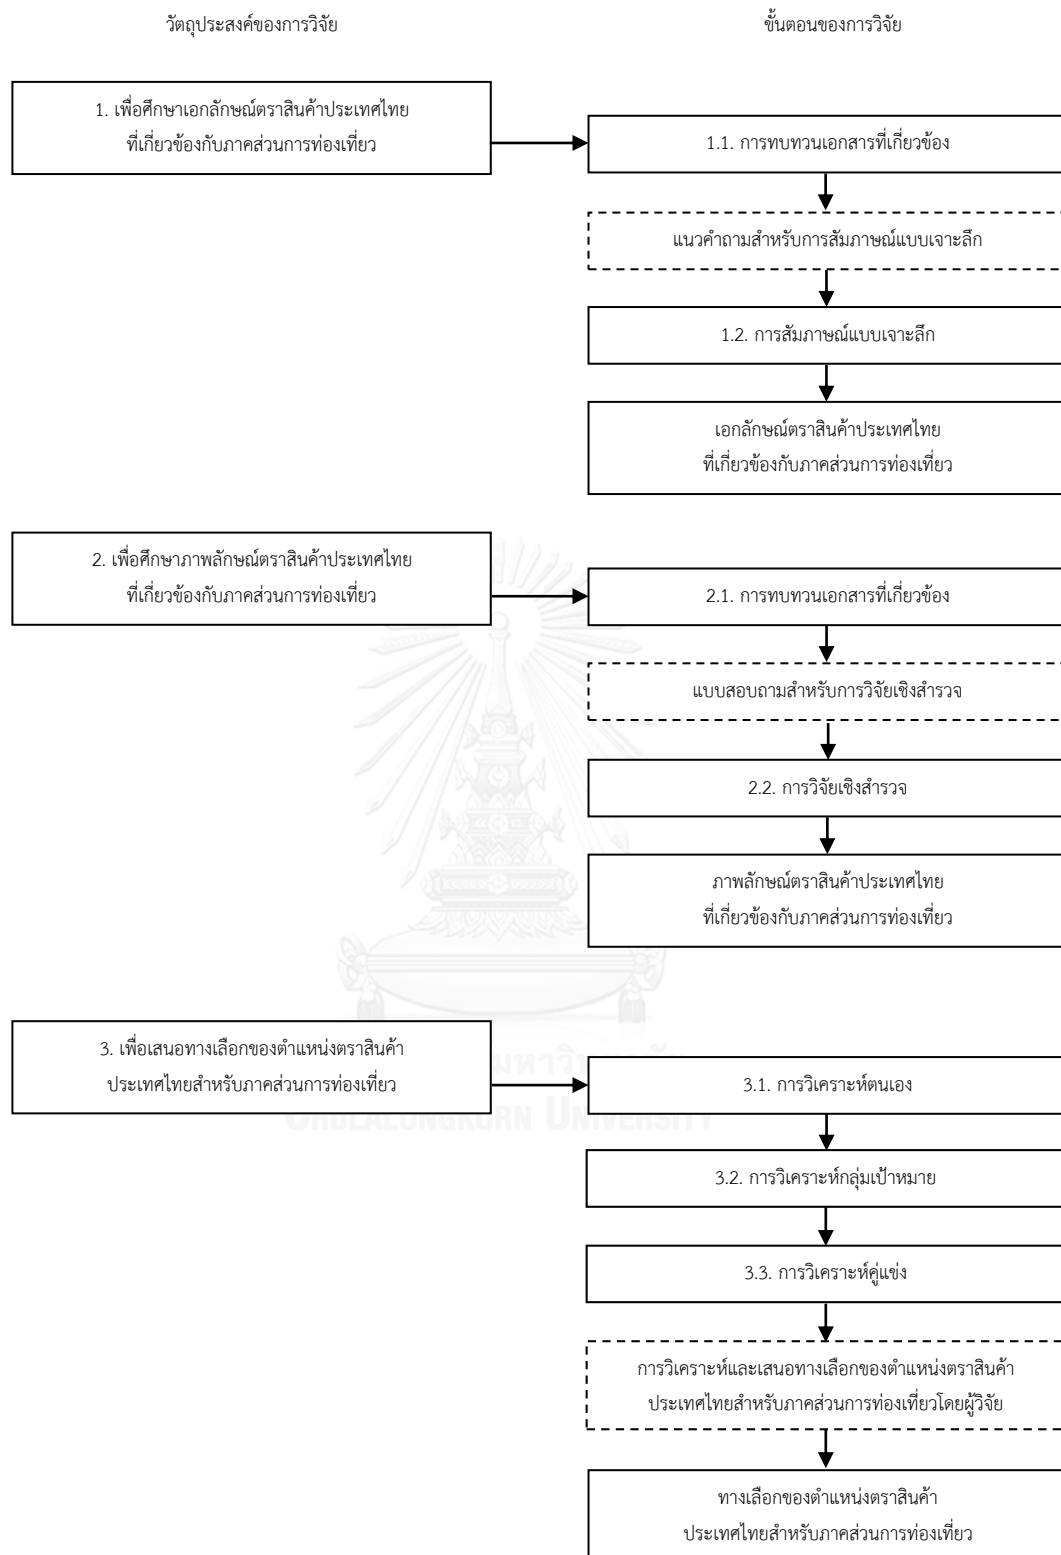 วัตถุประสงค์ของการวิจัย
ขั้นตอนของการวิจัย
1. เพื่อศึกษาเอกลักษณ์ตราสินค้าประเทศไทย
ที่เกี่ยวข้องกับภาคส่วนการท่องเที่ยว
1.1. การทบทวนเอกสารที่เกี่ยวข้อง
แนวคำถามสำหรับการสัมภาษณ์แบบเจาะลึก
1.2. การสัมภาษณ์แบบเจาะลึก
เอกลักษณ์ตราสินค้าประเทศไทย
ที่เกี่ยวข้องกับภาคส่วนการท่องเที่ยว
2. เพื่อศึกษาภาพลักษณ์ตราสินค้าประเทศไทย
ที่เกี่ยวข้องกับภาคส่วนการท่องเที่ยว
2.1. การทบทวนเอกสารที่เกี่ยวข้อง
แบบสอบถามสำหรับการวิจัยเชิงสำรวจ
2.2. การวิจัยเชิงสำรวจ
ภาพลักษณ์ตราสินค้าประเทศไทย
ที่เกี่ยวข้องกับภาคส่วนการท่องเที่ยว
3. เพื่อเสนอทางเลือกของตำแหน่งตราสินค้า
ประเทศไทยสำหรับภาคส่วนการท่องเที่ยว
3.1. การวิเคราะห์ตนเอง
3.2. การวิเคราะห์กลุ่มเป้าหมาย
3.3. การวิเคราะห์คู่แข่ง
การวิเคราะห์และเสนอทางเลือกของตำแหน่งตราสินค้า
ประเทศไทยสำหรับภาคส่วนการท่องเที่ยวโดยผู้วิจัย
ทางเลือกของตำแหน่งตราสินค้า
ประเทศไทยสำหรับภาคส่วนการท่องเที่ยว
CHULALONGKORN UNIVERSITY